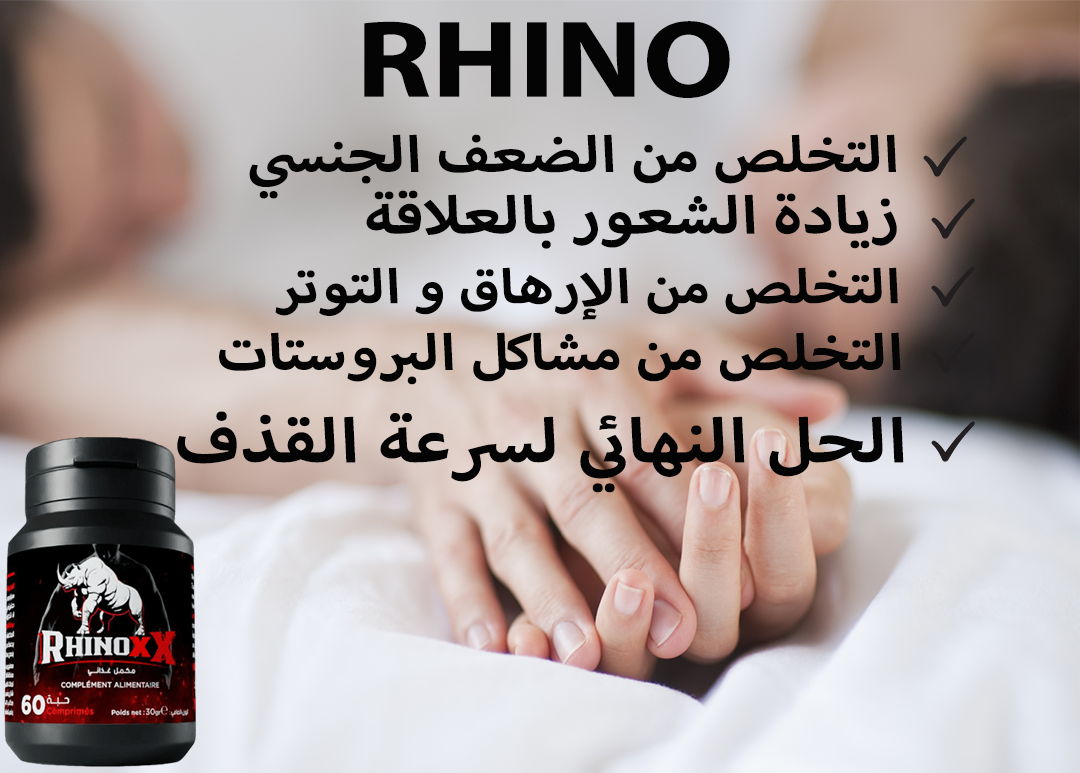 RHINO
التخلص من الضعف الجنسي
زيادة الشعور بالعلاقة
التخلص من الإرهاق و التوتر
التخلص من مشاكل البروستات
الحل النهائي لسرعة القذف
RHINOXX
مكمل غذائي
COMPLÉMENT ALIMENTAIRE
60 حبة
Comprimés
Poids net : 30gr e